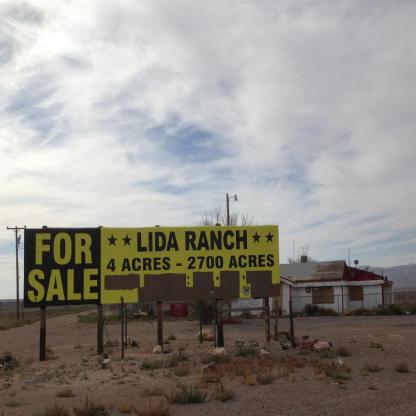 FOR
SALE
★★ LIDA RANCH ★★
4 ACRES - 2700 ACRES